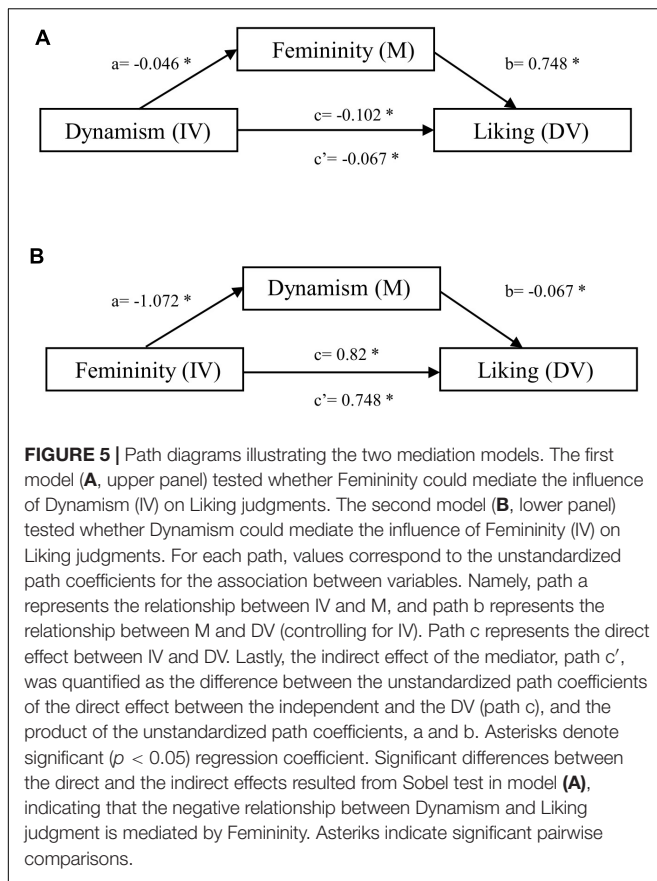 A
Femininity (M)
a= -0.046 *
b= 0.748 *
Dynamism (IV)
c= -0.102 *
Liking (DV)
c’= -0.067 *
B
Dynamism (M)
a= -1.072 *
b= -0.067 *
Femininity (IV)
c= 0.82 *
Liking (DV)
c’= 0.748 *
FIGURE 5 | Path diagrams illustrating the two mediation models. The first
model (A, upper panel) tested whether Femininity could mediate the influence
of Dynamism (IV) on Liking judgments. The second model (B, lower panel)
tested whether Dynamism could mediate the influence of Femininity (IV) on
Liking judgments. For each path, values correspond to the unstandardized
path coefficients for the association between variables. Namely, path a
represents the relationship between IV and M, and path b represents the
relationship between M and DV (controlling for IV). Path c represents the direct
effect between IV and DV. Lastly, the indirect effect of the mediator, path c′,
was quantified as the difference between the unstandardized path coefficients
of the direct effect between the independent and the DV (path c), and the
product of the unstandardized path coefficients, a and b. Asterisks denote
significant (p < 0.05) regression coefficient. Significant differences between
the direct and the indirect effects resulted from Sobel test in model (A),
indicating that the negative relationship between Dynamism and Liking
judgment is mediated by Femininity. Asteriks indicate significant pairwise
comparisons.